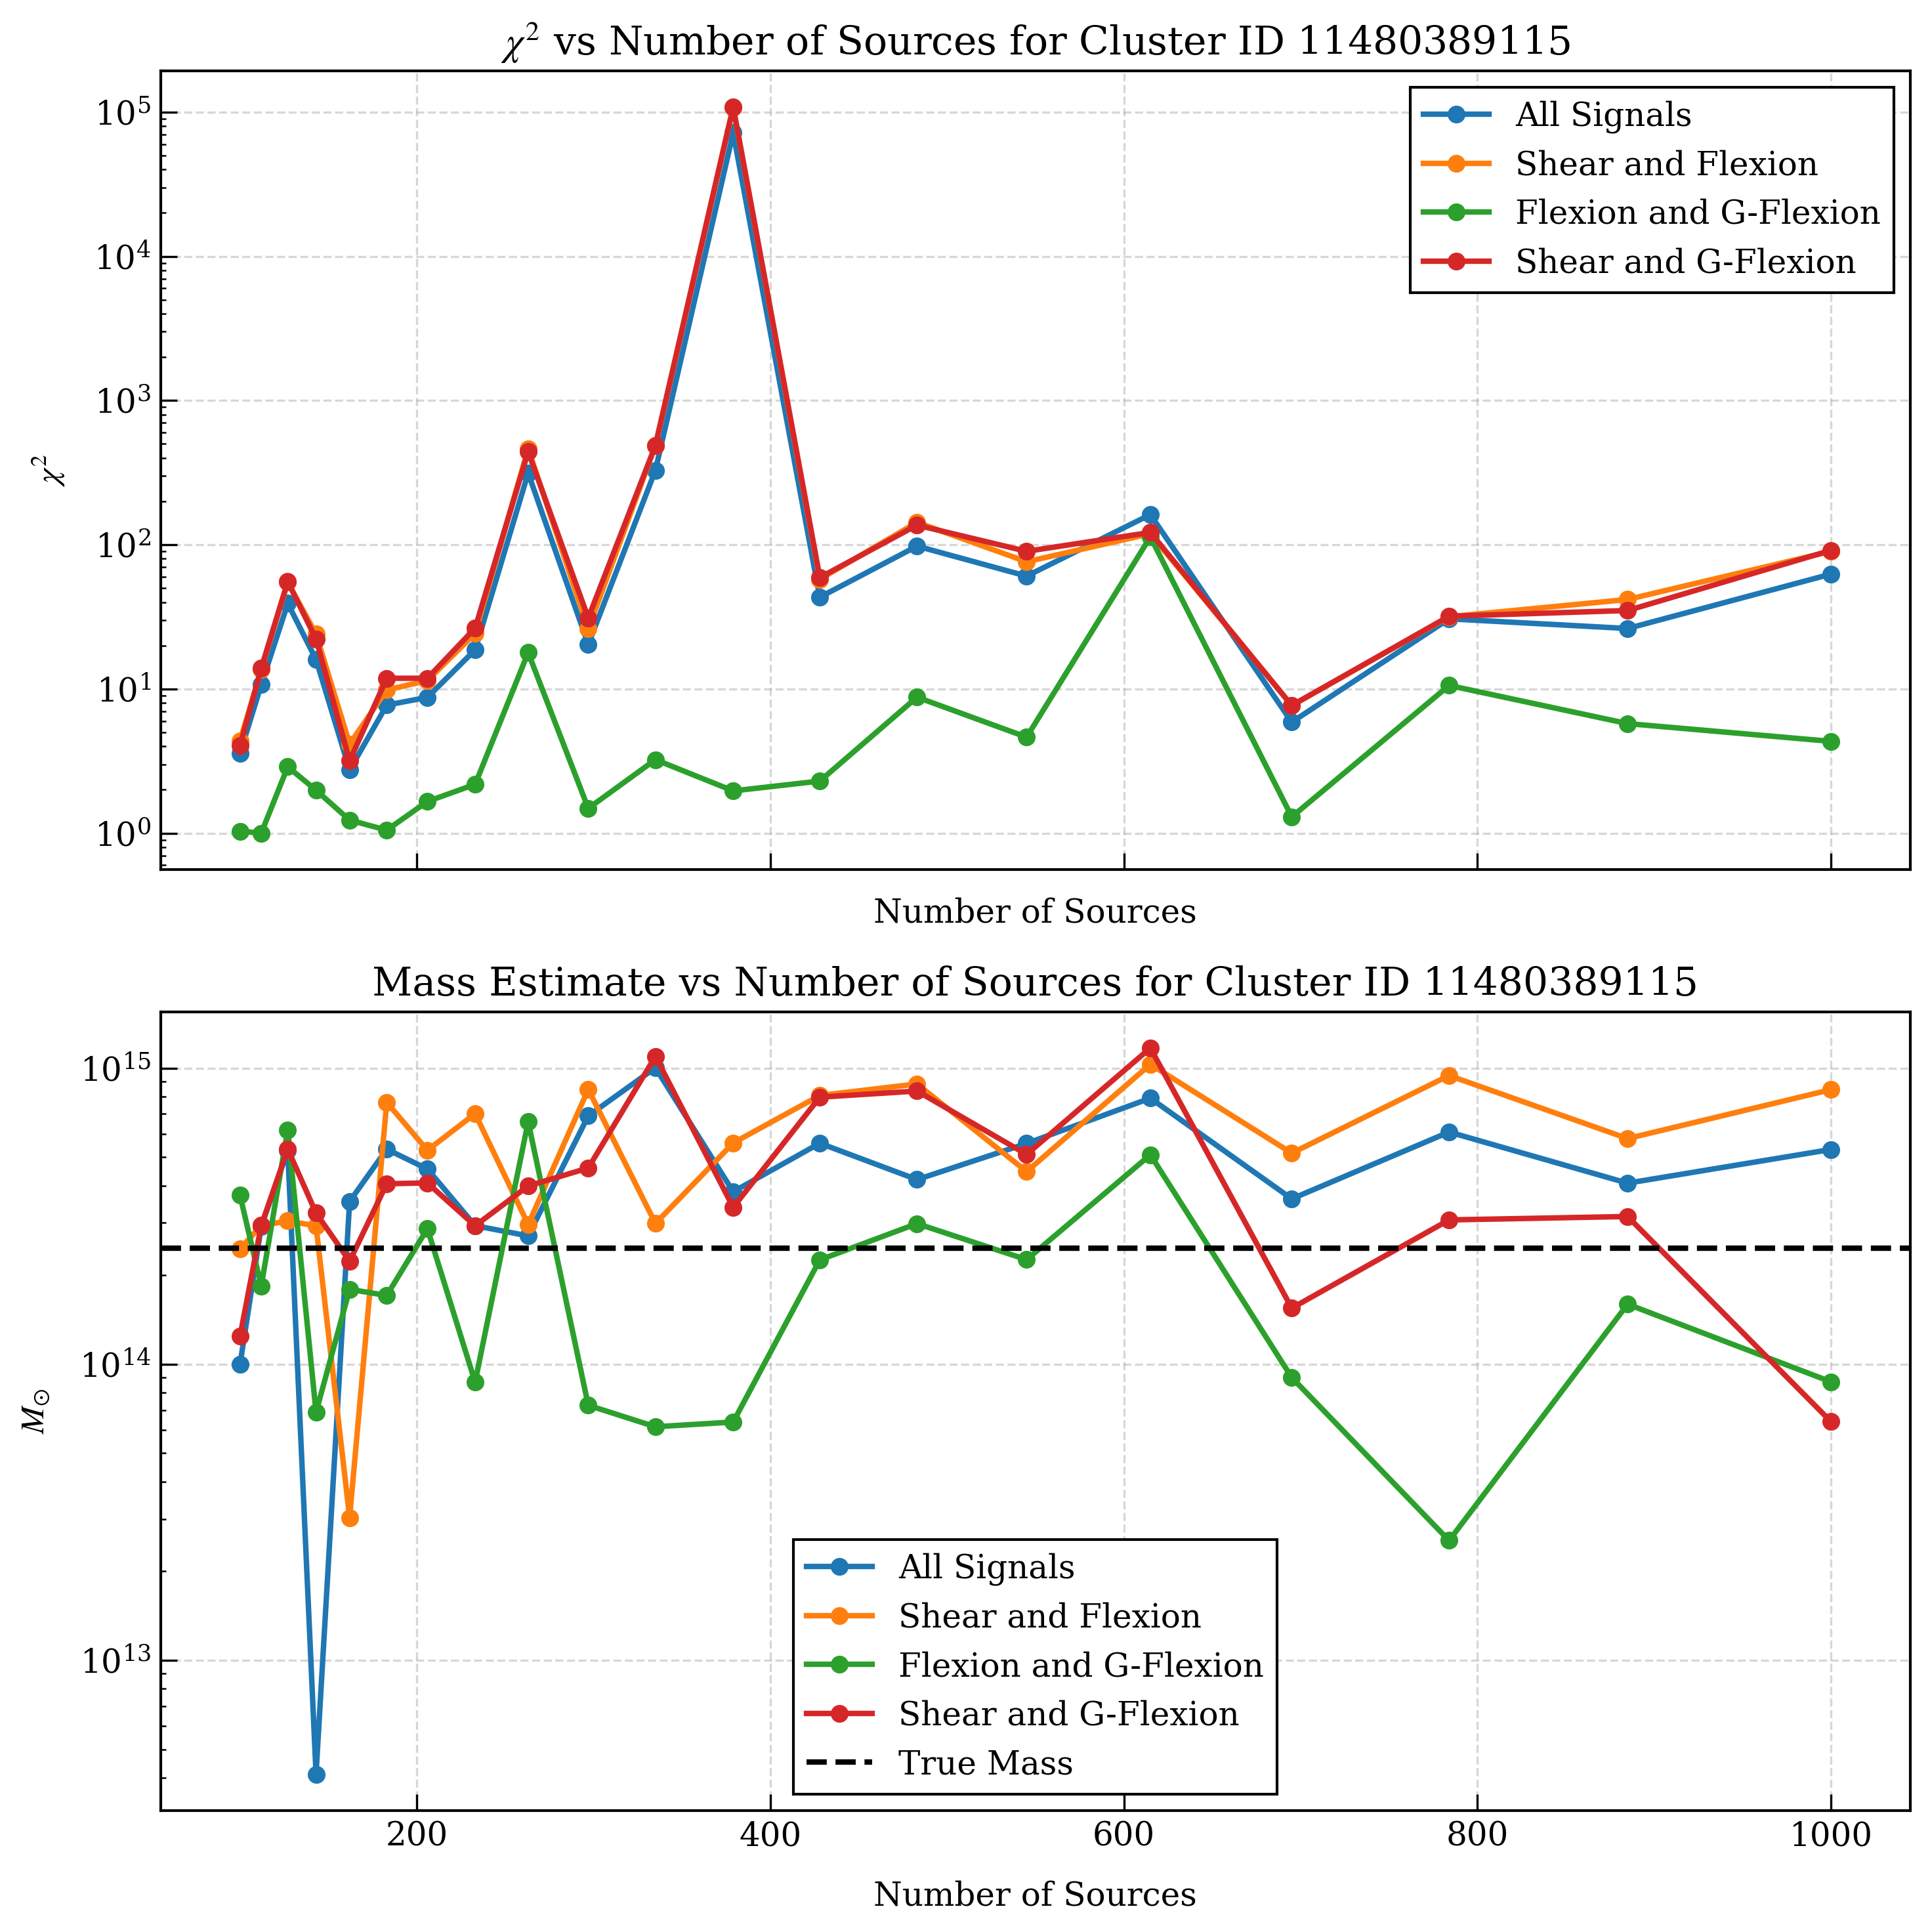 χ² vs Number of Sources for Cluster ID 11480389115
10⁵
10⁴
10³
10²
10¹
10⁰
χ²
All Signals
Shear and Flexion
Flexion and G-Flexion
Shear and G-Flexion
Number of Sources
Mass Estimate vs Number of Sources for Cluster ID 11480389115
10¹⁵
10¹⁴
10¹³
M☉
All Signals
Shear and Flexion
Flexion and G-Flexion
Shear and G-Flexion
True Mass
200 400 600 800 1000
Number of Sources